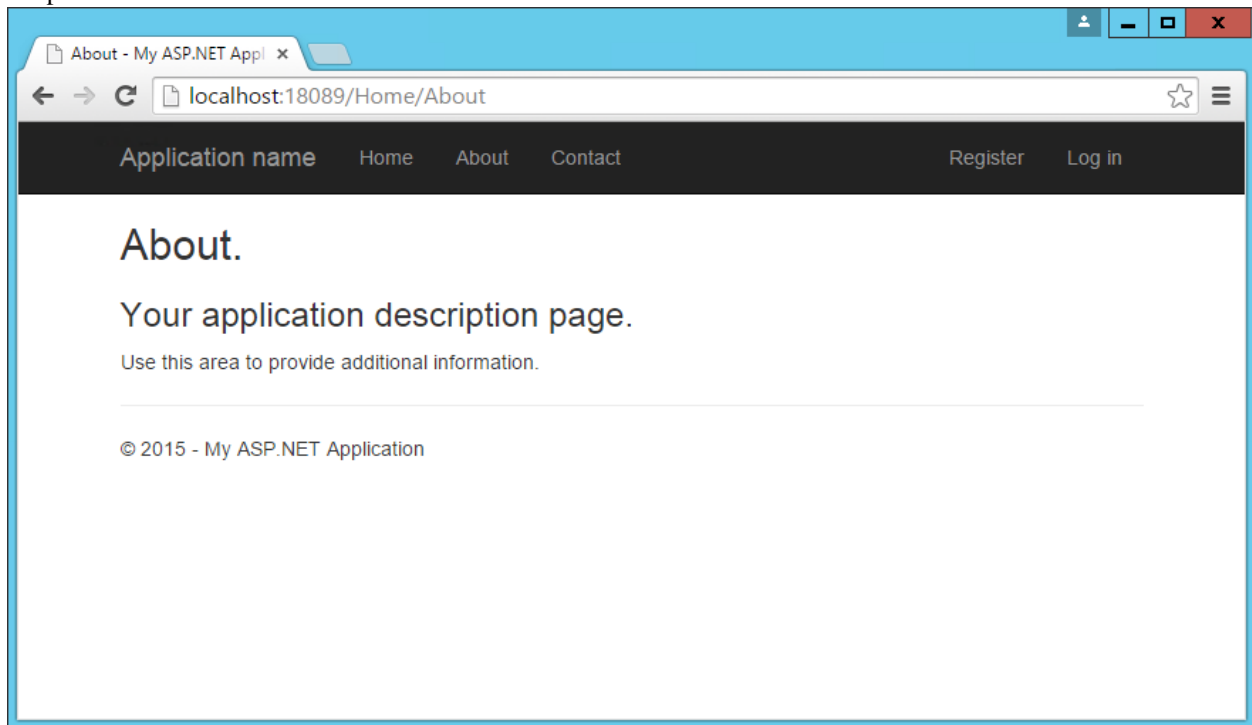 About - My ASP.NET Appl
localhost:18089/Home/About
Application name Home About Contact Register Log in
About.
Your application description page.
Use this area to provide additional information.
© 2015 - My ASP.NET Application